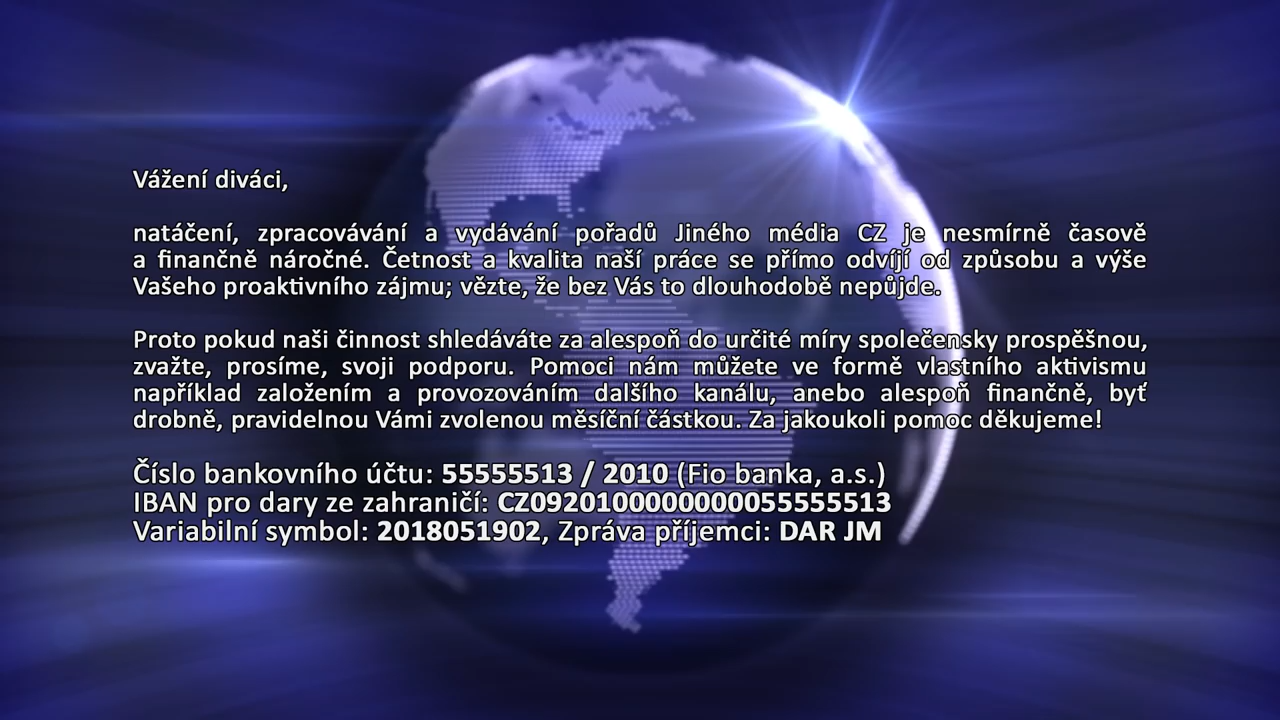 Vážení diváci,
natáčení, zpracovávání a vydávání pořadů Jiného média CZ je nesmírně časově
a finančně náročné. Četnost a kvalita naší práce se přímo odvíjí od způsobu a výše
Vašeho proaktivního zájmu; vězte, že bez Vás to dlouhodobě nepůjde.
Proto pokud naši činnost shledáváte za alespoň do určité míry společensky prospěšnou,
zvažte, prosíme, svoji podporu. Pomoci nám můžete ve formě vlastního aktivismu
například založením a provozováním dalšího kanálu, anebo alespoň finančně, byť
drobně, pravidelnou Vámi zvolenou měsíční částkou. Za jakoukoli pomoc děkujeme!
Číslo bankovního účtu: 55555513 / 2010 (Fio banka, a.s.)
IBAN pro dary ze zahraničí: CZ0920100000000055555513
Variabilní symbol: 2018051902, Zpráva příjemci: DAR JM